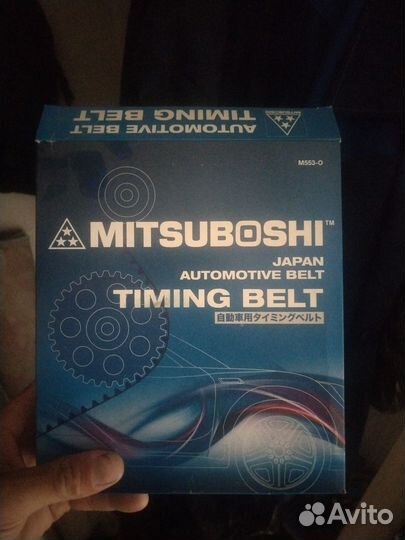 AUTOMOTIVE BELT
TIMING BELT
MITSUBOSHI
M553-O
MITSUBOSHI™
JAPAN
AUTOMOTIVE BELT
TIMING BELT
自動車用タイミングベルト
Avito